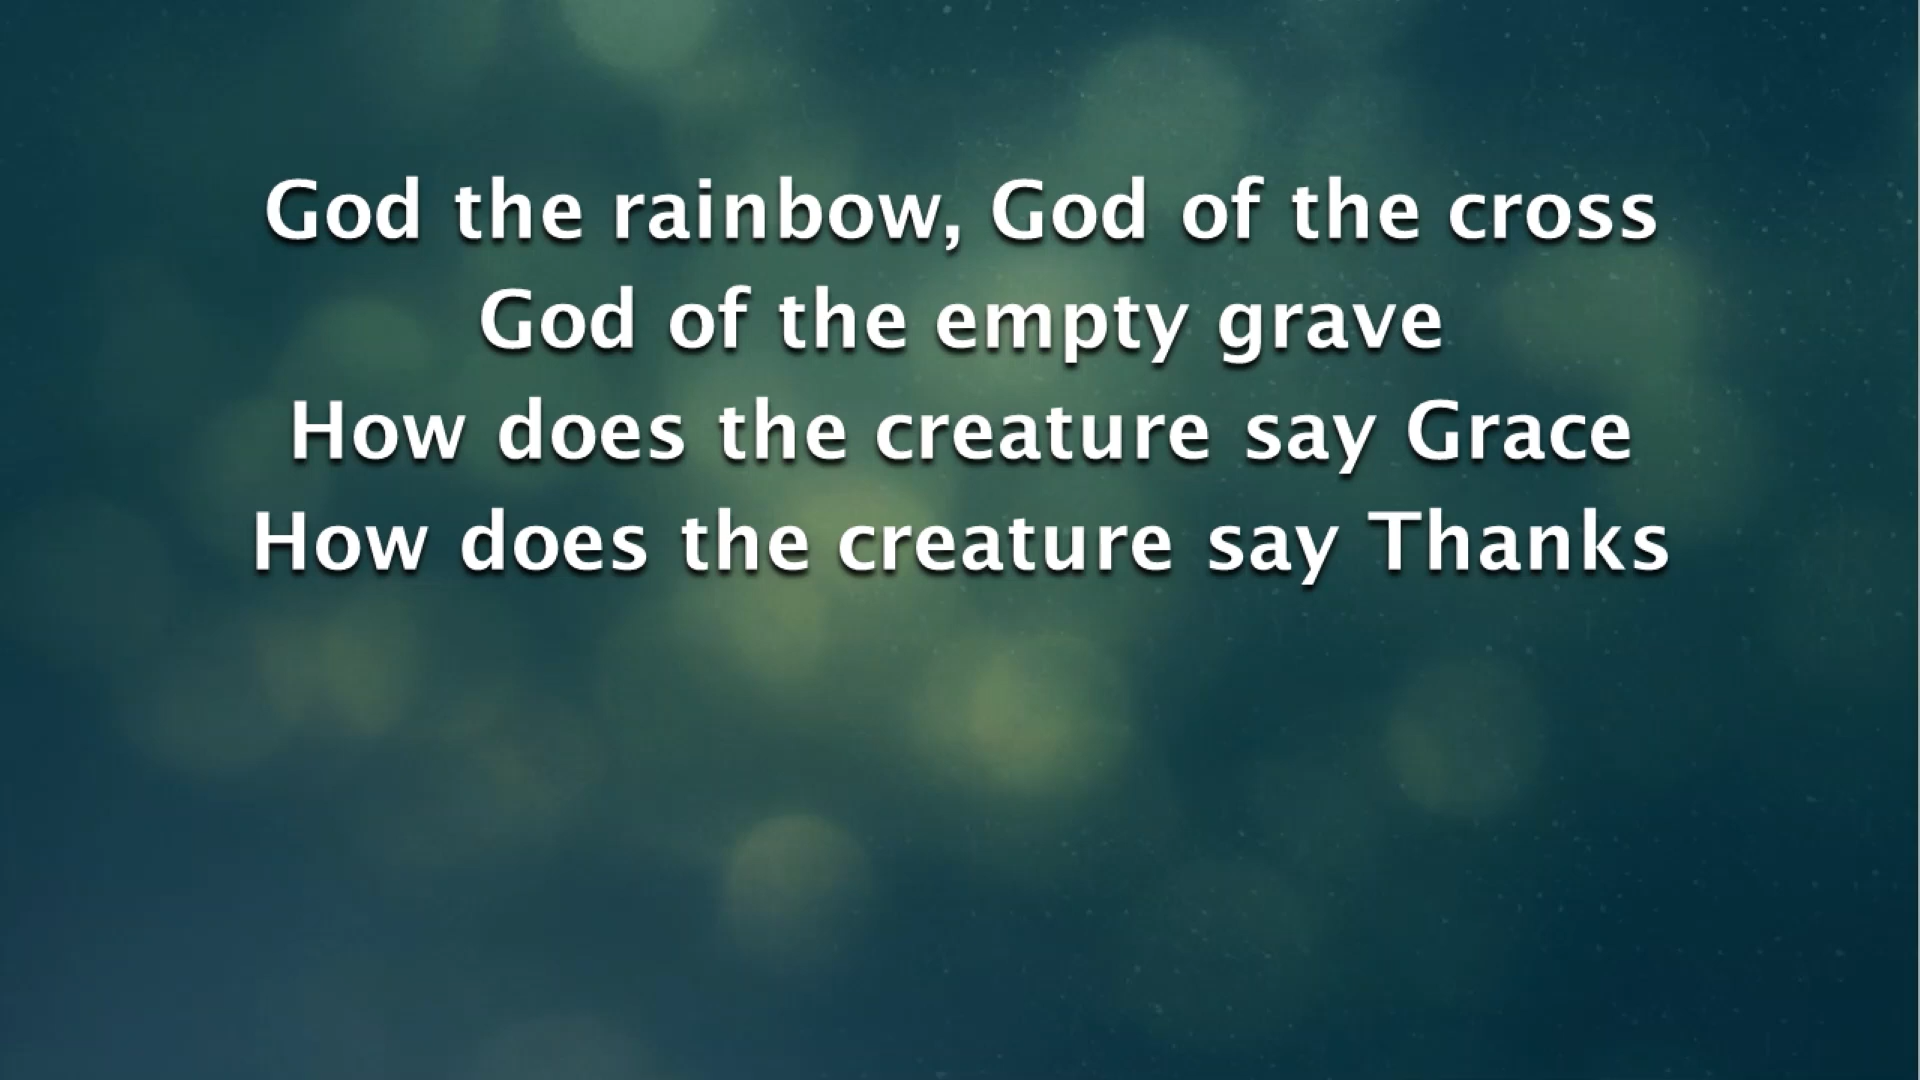 God the rainbow, God of the cross
God of the empty grave
How does the creature say Grace
How does the creature say Thanks